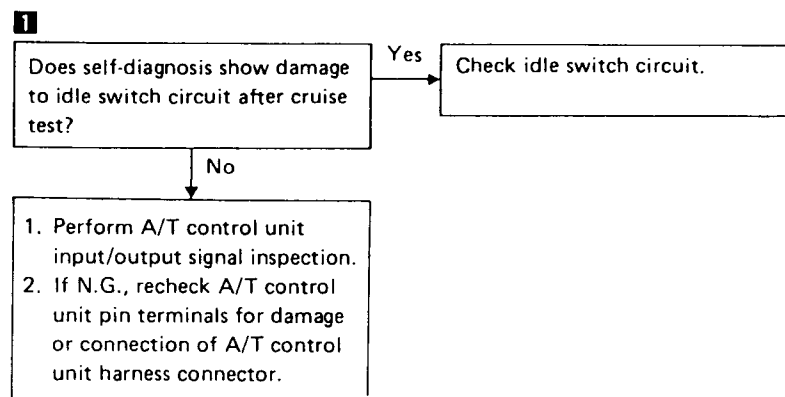 1
Does self-diagnosis show damage
to idle switch circuit after cruise
test?
Yes
Check idle switch circuit.
No
1. Perform A/T control unit
input/output signal inspection.
2. If N.G., recheck A/T control
unit pin terminals for damage
or connection of A/T control
unit harness connector.